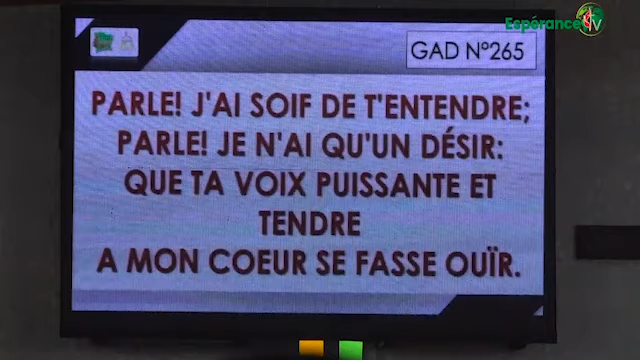 Espérance TV
GAD N°265
PARLE! J'AI SOIF DE T'ENTENDRE;
PARLE! JE N'AI QU'UN DÉSIR:
QUE TA VOIX PUISSANTE ET
TENDRE
A MON COEUR SE FASSE OUÏR.